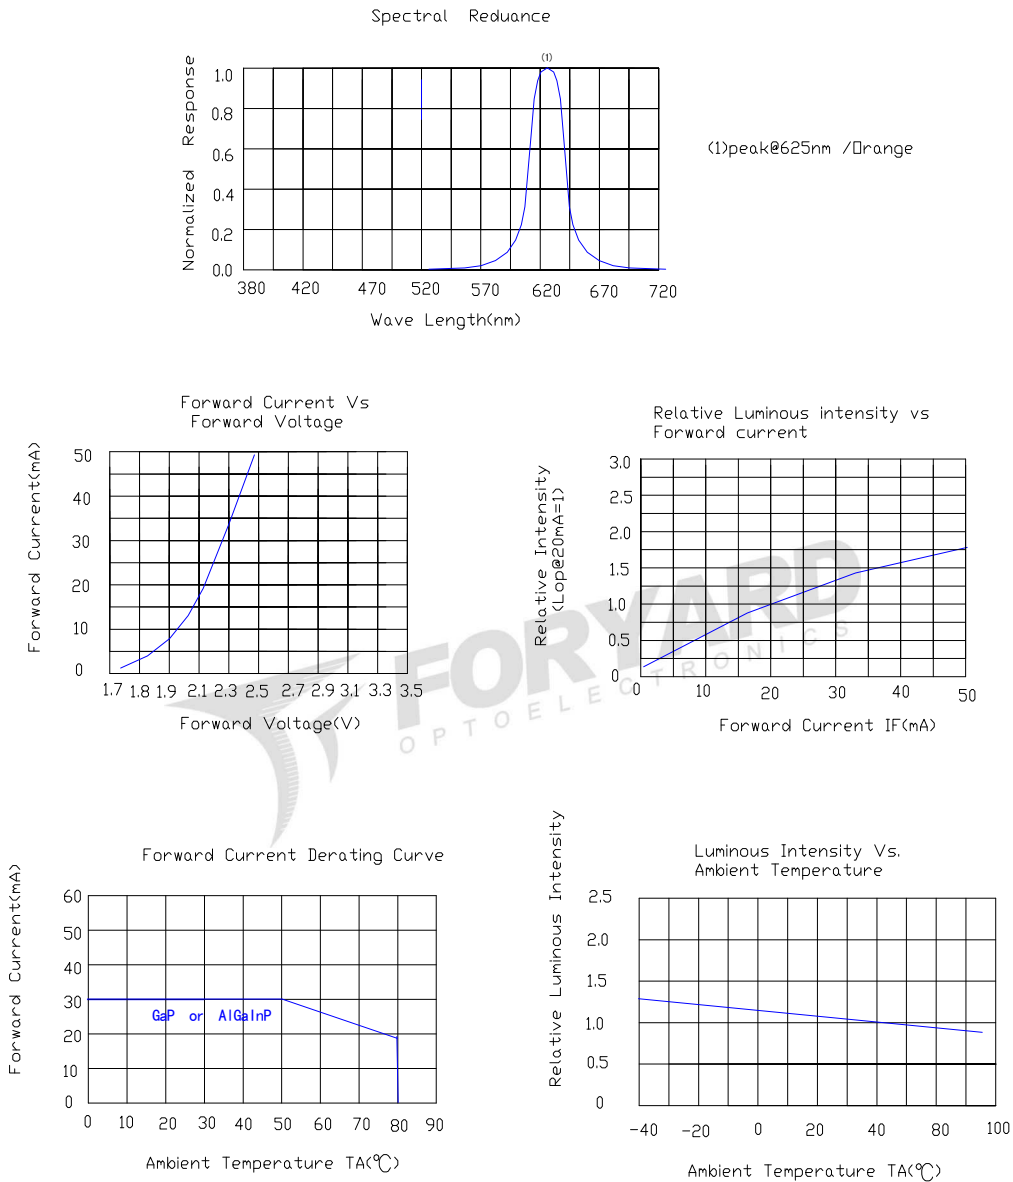 Spectral Reduance
(1)
Normalized Response
1.0
0.8
0.6
0.4
0.2
0.0
380 420 470 520 570 620 670 720
Wave Length(nm)
(1)peak@625nm /Orange
Forward Current Vs
Forward Voltage
Forward Current(mA)
50
40
30
20
10
0
1.7 1.8 1.9 2.1 2.3 2.5 2.7 2.9 3.1 3.3 3.5
Forward Voltage(V)
Relative Luminous intensity vs
Forward current
Relative Intensity
(Lop@20mA=1)
3.0
2.5
2.0
1.5
1.0
0.5
0
0 10 20 30 40 50
Forward Current IF(mA)
FORYARD
OPTOELECTRONICS
Forward Current Derating Curve
Forward Current(mA)
60
50
40
30
20
10
0
GaP or AlGaInP
0 10 20 30 40 50 60 70 80 90
Ambient Temperature TA(℃)
Luminous Intensity Vs.
Ambient Temperature
Relative Luminous Intensity
2.5
2.0
1.5
1.0
0.5
0
-40 -20 0 20 40 80 100
Ambient Temperature TA(℃)